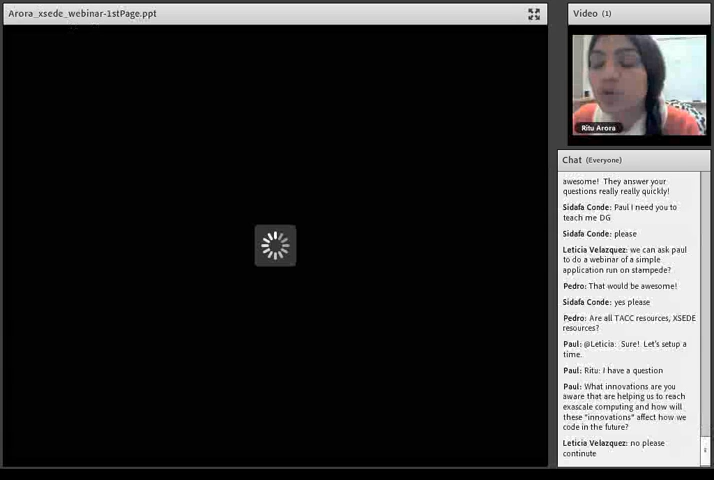 Arora_xsede_webinar-1stPage.ppt
Video (1)
Ritu Arora
Chat (Everyone)
awesome!  They answer your
questions really really quickly!
Sidafa Conde: Paul I need you to
teach me DG
Sidafa Conde: please
Leticia Velazquez: we can ask paul
to do a webinar of a simple
application run on stampede?
Pedro: That would be awesome!
Sidafa Conde: yes please
Pedro: Are all TACC resources, XSEDE
resources?
Paul: @Leticia:  Sure!  Let's setup a
time.
Paul: Ritu: I have a question
Paul: What innovations are you
aware that are helping us to reach
exascale computing and how will
these "innovations" affect how we
code in the future?
Leticia Velazquez: no please
continute